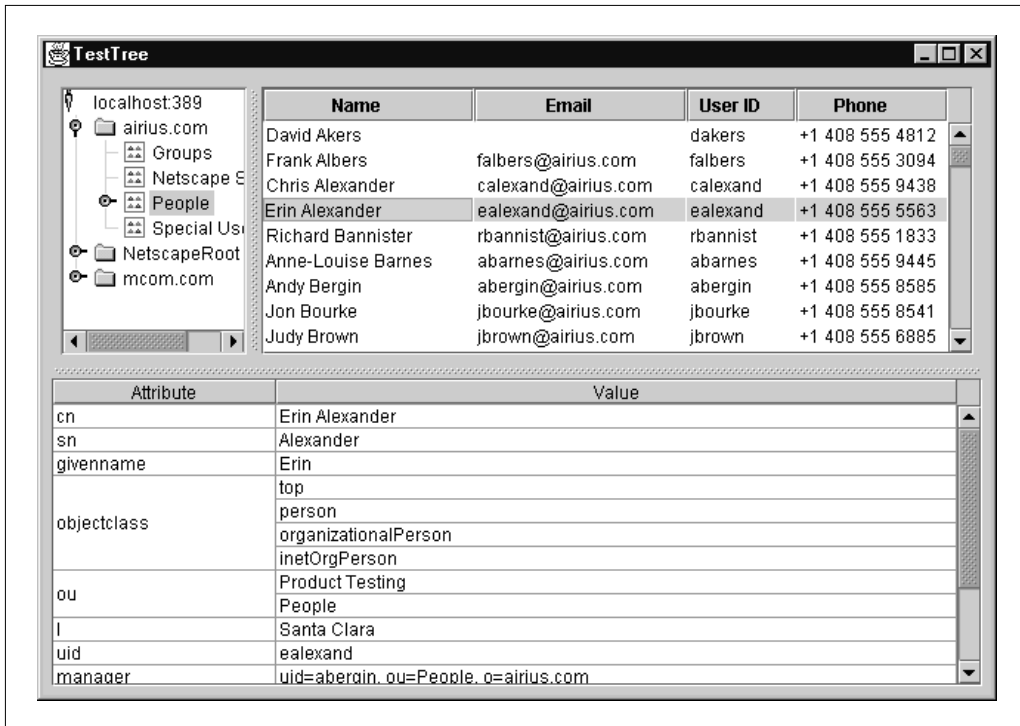 TestTree
localhost:389
airius.com
Groups
Netscape S
People
Special Us
NetscapeRoot
mcom.com
Name Email User ID Phone
David Akers dakers +1 408 555 4812
Frank Albers falbers@airius.com falbers +1 408 555 3094
Chris Alexander calexand@airius.com calexand +1 408 555 9438
Erin Alexander ealexand@airius.com ealexand +1 408 555 5563
Richard Bannister rbannist@airius.com rbannist +1 408 555 1833
Anne-Louise Barnes abarnes@airius.com abarnes +1 408 555 9445
Andy Bergin abergin@airius.com abergin +1 408 555 8585
Jon Bourke jbourke@airius.com jbourke +1 408 555 8541
Judy Brown jbrown@airius.com jbrown +1 408 555 6885
Attribute Value
cn Erin Alexander
sn Alexander
givenname Erin
objectclass top
person
organizationalPerson
inetOrgPerson
ou Product Testing
People
l Santa Clara
uid ealexand
manager uid=abergin, ou=People, o=airius.com